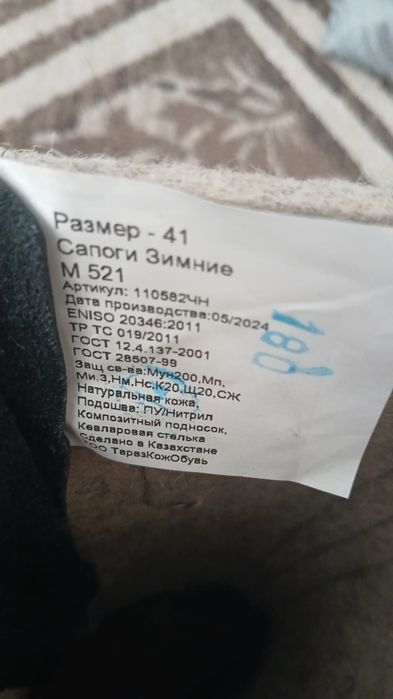 Размер - 41
Сапоги Зимние
М 521
Артикул: 110582ЧН
Дата производства:05/2024
ENISO 20346:2011
ТР ТС 019/2011
ГОСТ 12.4.137-2001
ГОСТ 28507-99
Защ св-ва:Мун200,Мп,
Ми.З,Нм,Нс,К20,Щ20,СЖ
Натуральная кожа,
Подошва: ПУ/Нитрил
Композитный подносок,
Кевларовая стелька
Сделано в Казахстане
ТОО ТаразКожОбувь